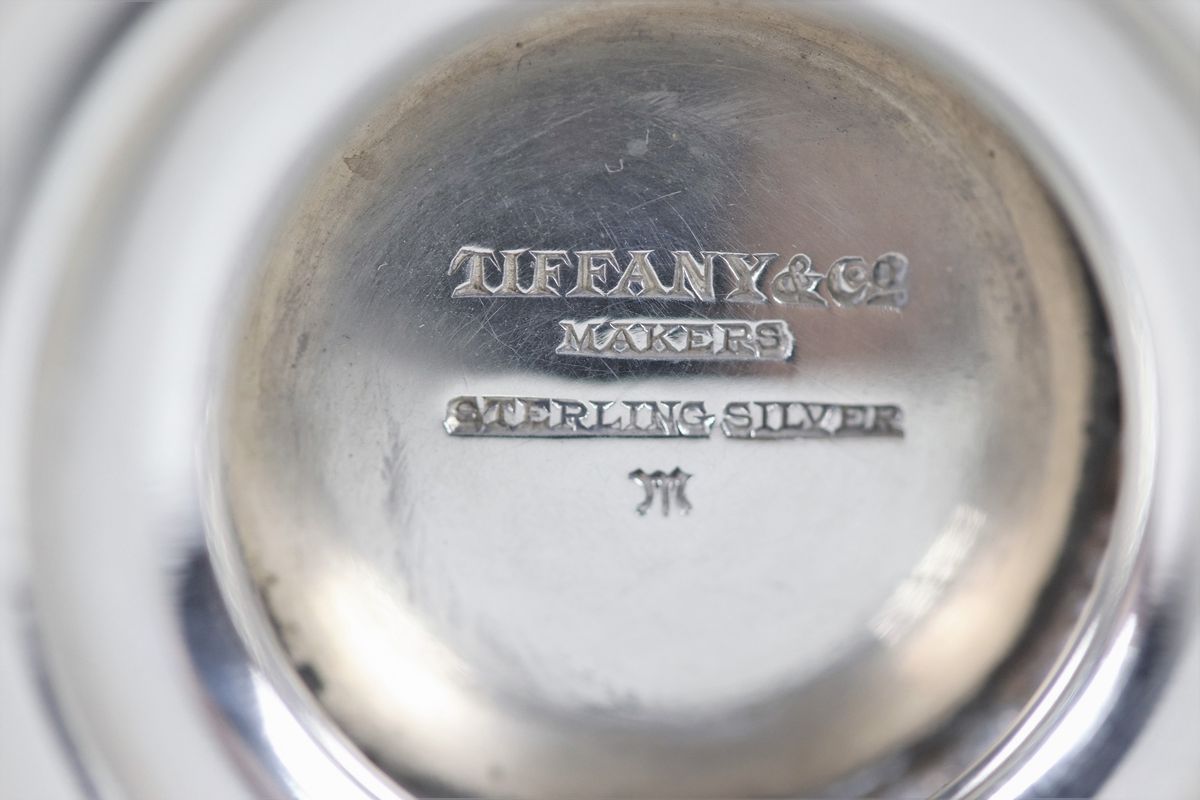 TIFFANY & Co
MAKERS
STERLING SILVER
M